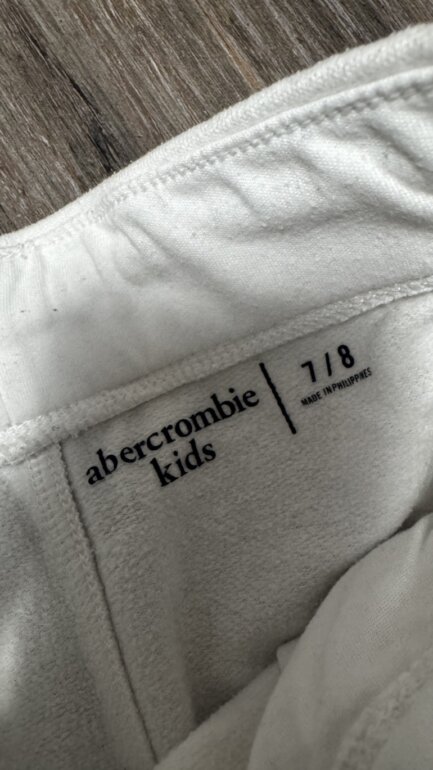 abercrombie
kids
7/8
MADE IN PHILIPPINES